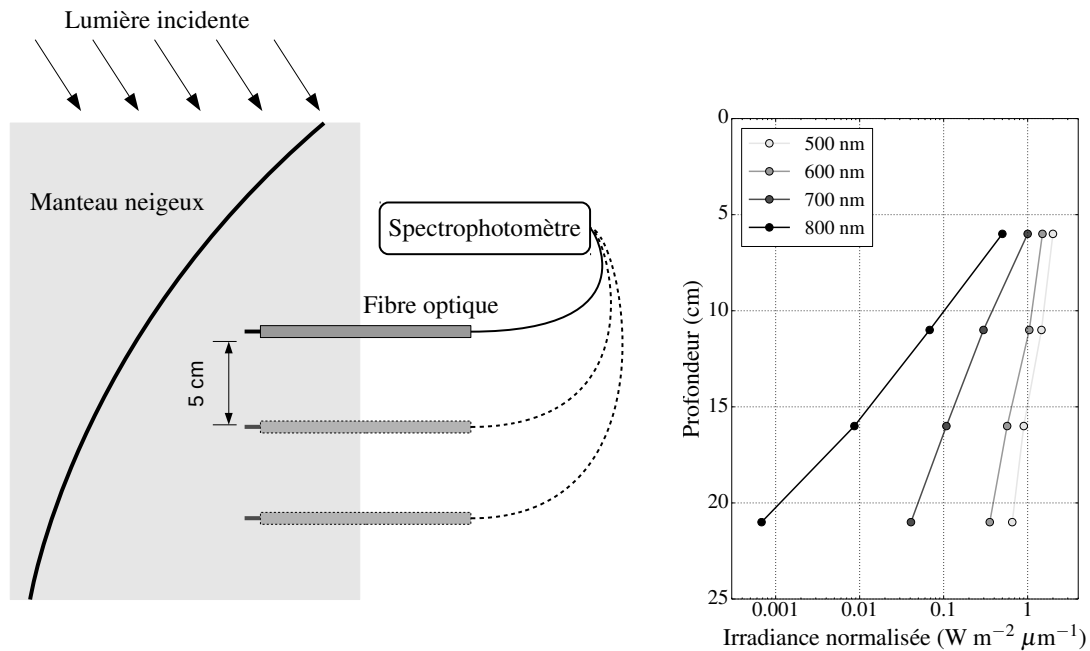 Lumière incidente
Manteau neigeux
Spectrophotomètre
Fibre optique
5 cm
500 nm
600 nm
700 nm
800 nm
0
5
10
15
20
25
Profondeur (cm)
0.001
0.01
0.1
1
Irradiance normalisée (W m⁻² μm⁻¹)